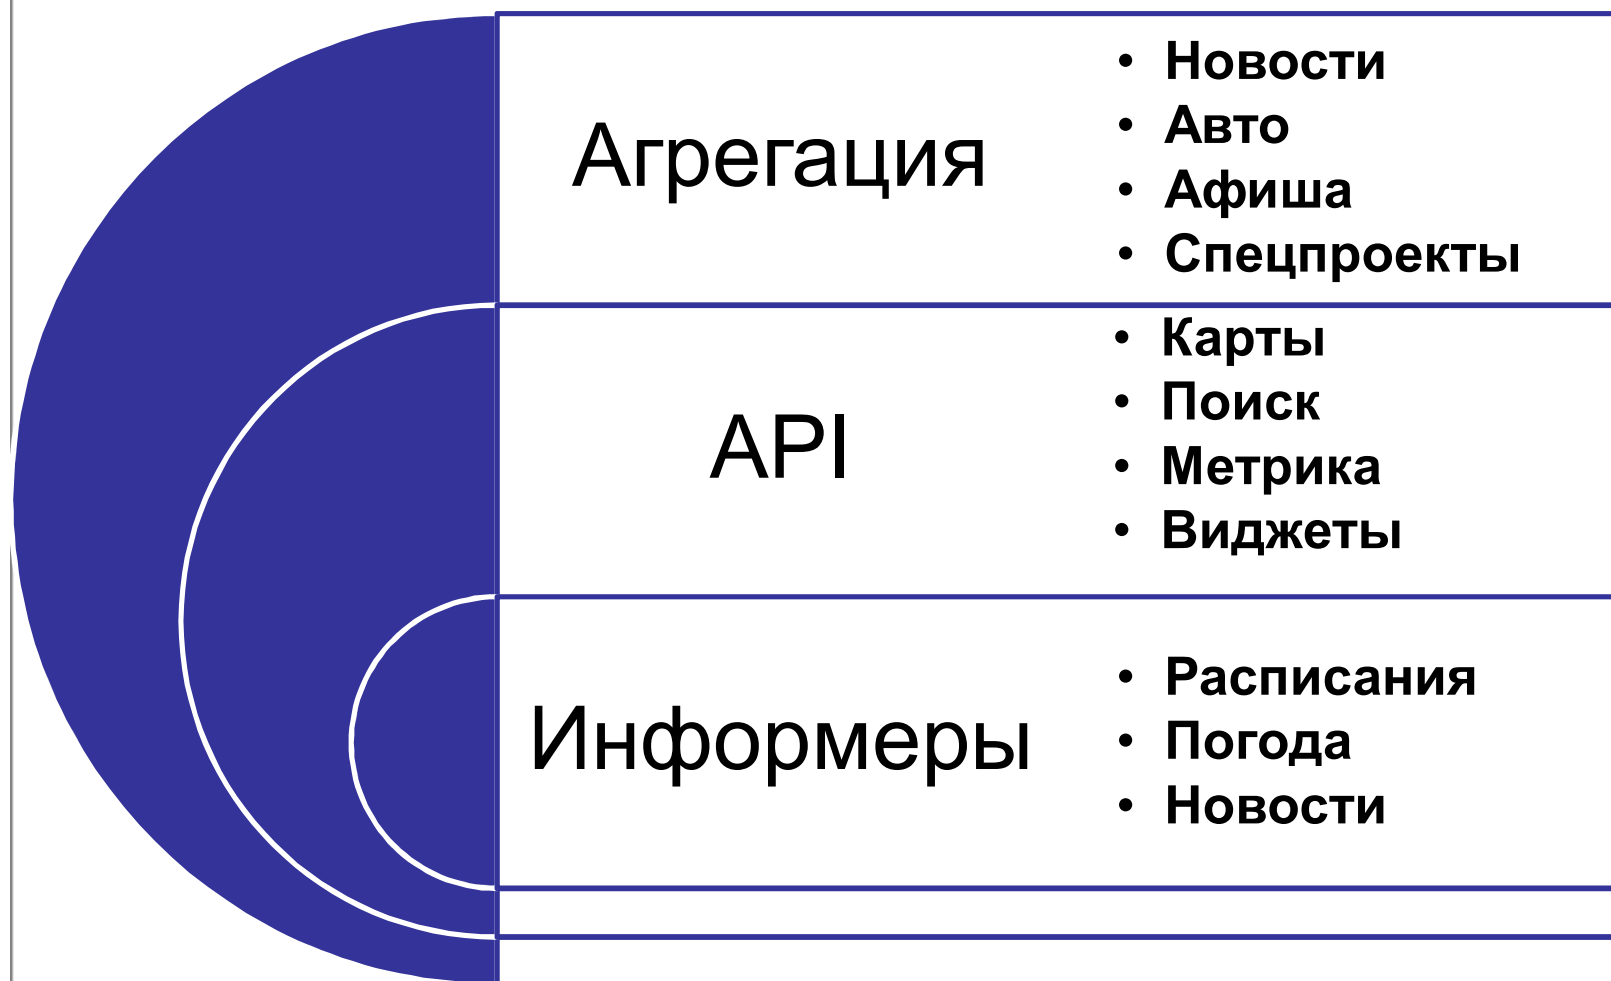 Агрегация
• Новости
• Авто
• Афиша
• Спецпроекты
API
• Карты
• Поиск
• Метрика
• Виджеты
Информеры
• Расписания
• Погода
• Новости